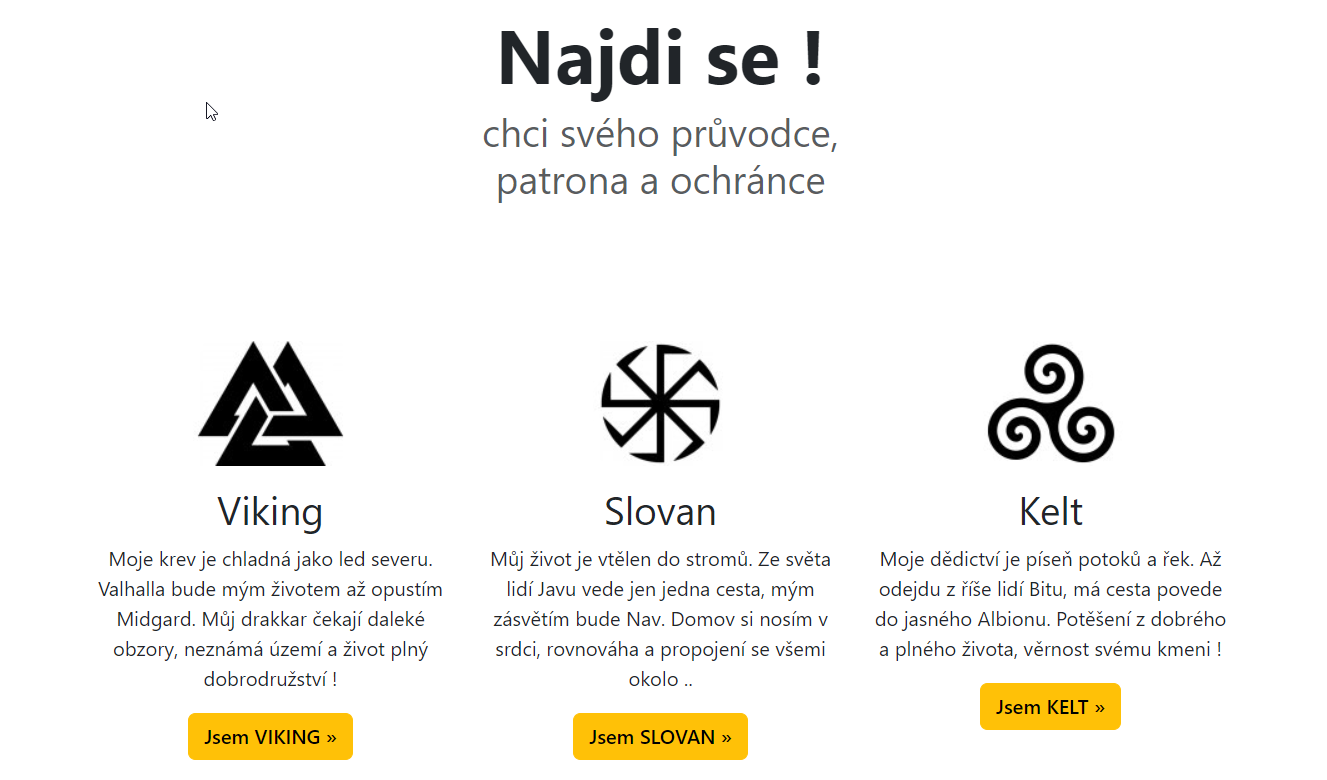 Najdi se !
chci svého průvodce,
patrona a ochránce
Viking
Moje krev je chladná jako led severu.
Valhalla bude mým životem až opustím
Midgard. Můj drakkar čekají daleké
obzory, neznámá území a život plný
dobrodružství !
Jsem VIKING »
Slovan
Můj život je vtělen do stromů. Ze světa
lidí Javu vede jen jedna cesta, mým
zásvětím bude Nav. Domov si nosím v
srdci, rovnováha a propojení se všemi
okolo ..
Jsem SLOVAN »
Kelt
Moje dědictví je píseň potoků a řek. Až
odejdu z říše lidí Bitu, má cesta povede
do jasného Albionu. Potěšení z dobrého
a plného života, věrnost svému kmeni !
Jsem KELT »